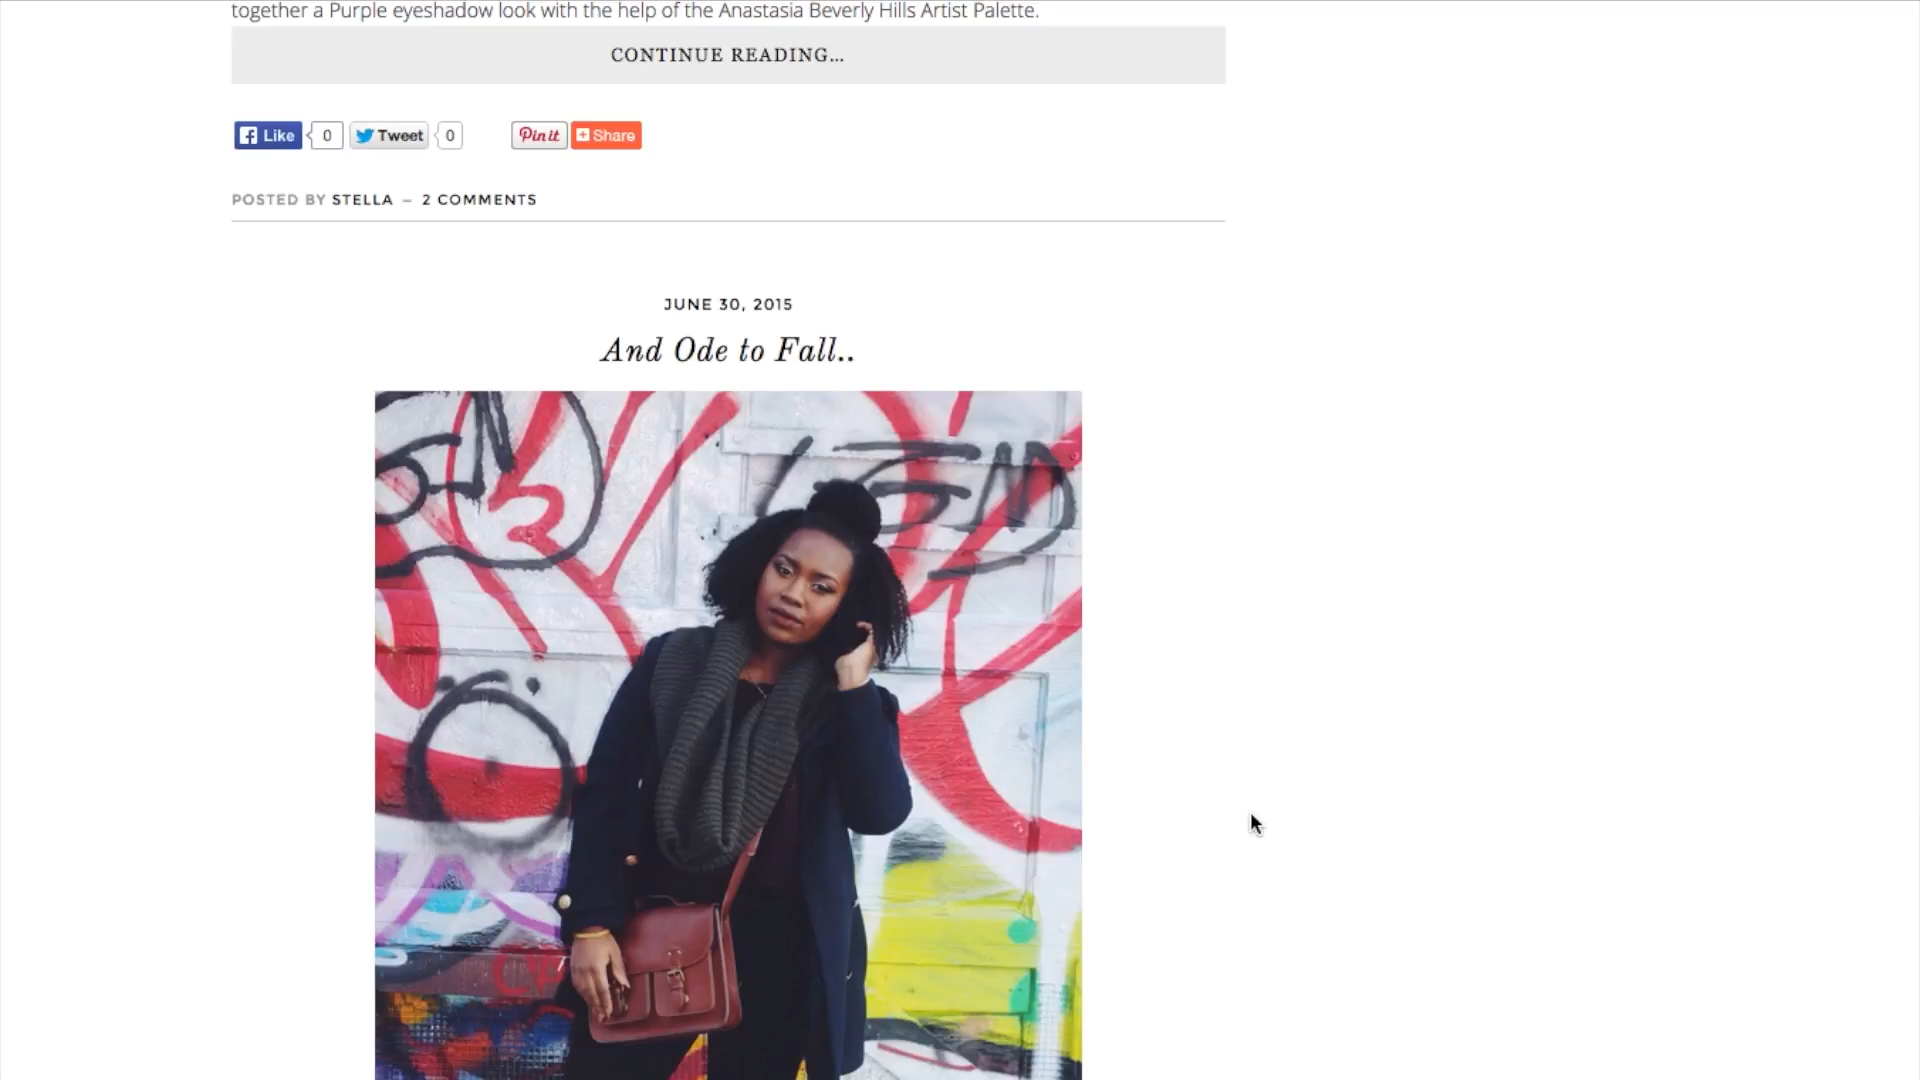 together a Purple eyeshadow look with the help of the Anastasia Beverly Hills Artist Palette.
CONTINUE READING...
Like 0 Tweet 0 Pin it Share
POSTED BY STELLA – 2 COMMENTS
JUNE 30, 2015
And Ode to Fall..